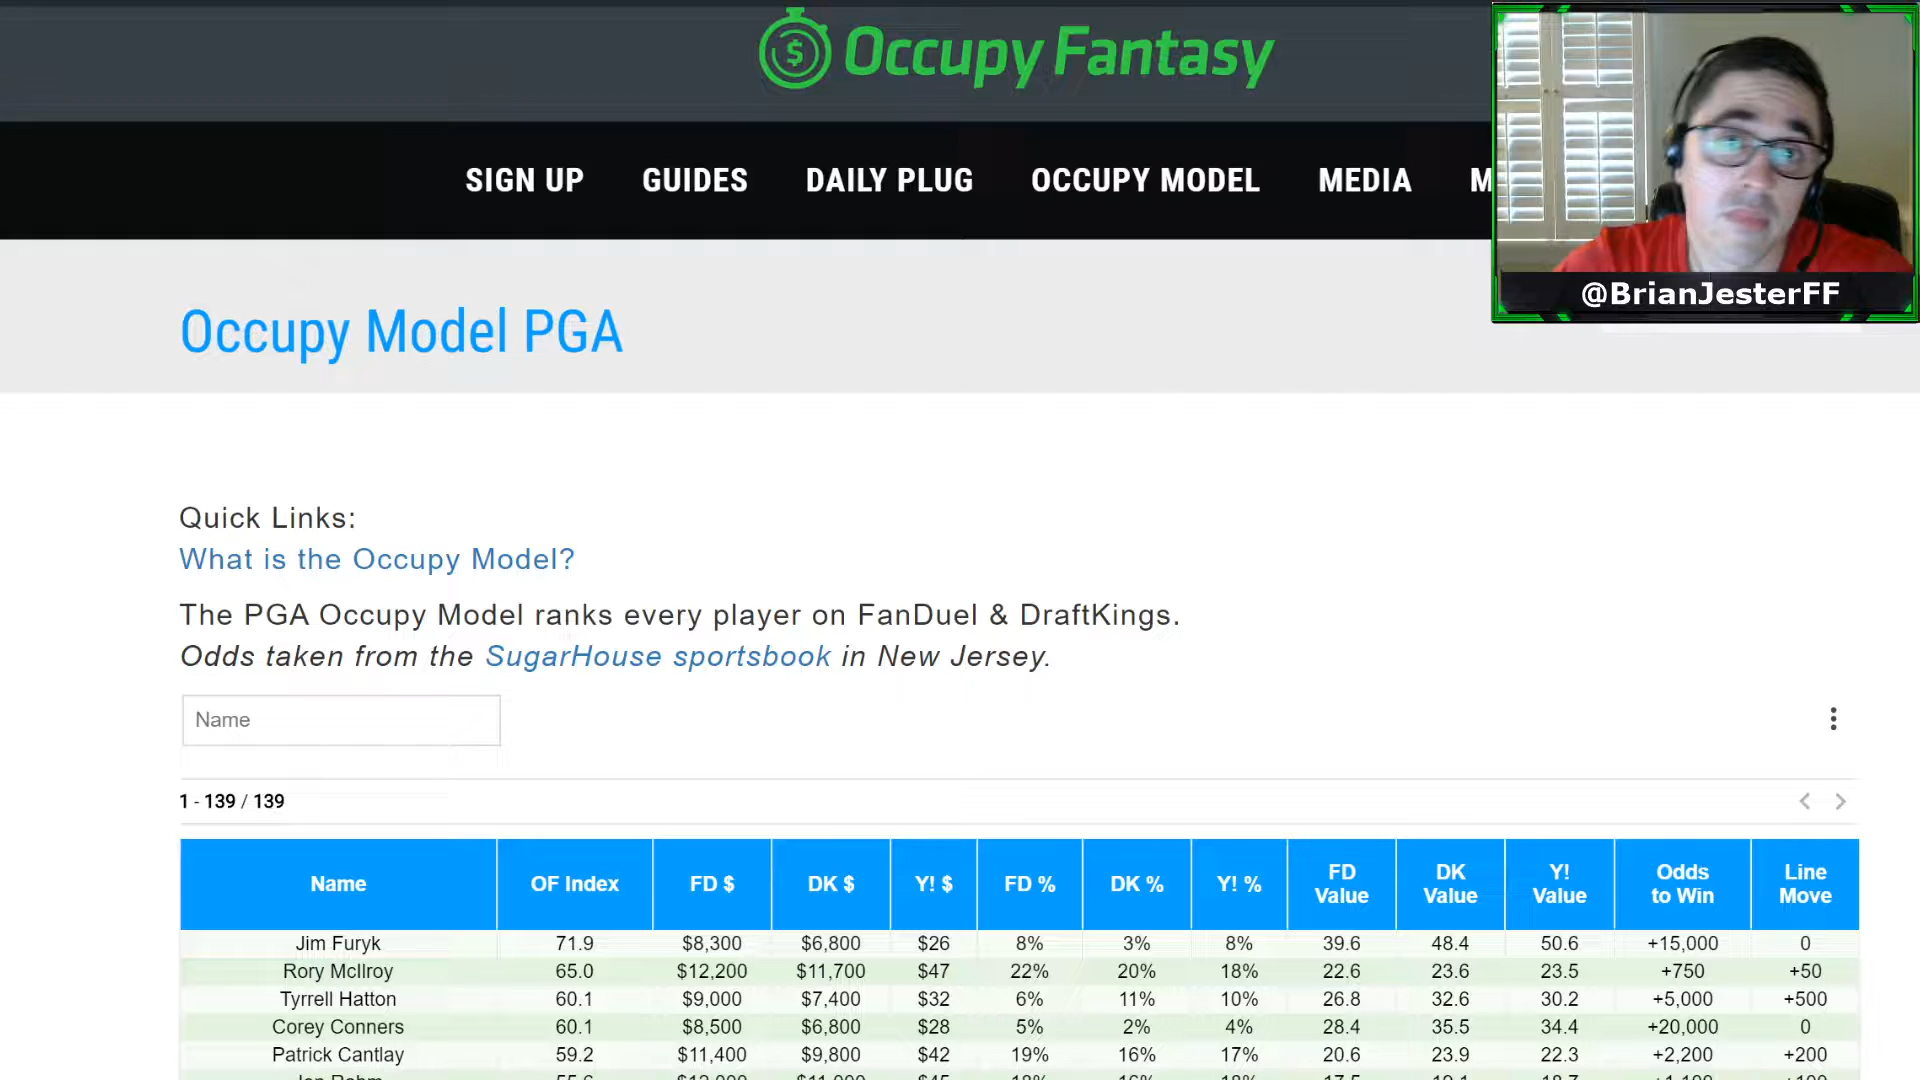 Occupy Fantasy
SIGN UP GUIDES DAILY PLUG OCCUPY MODEL MEDIA
@BrianJesterFF
Occupy Model PGA
Quick Links:
What is the Occupy Model?
The PGA Occupy Model ranks every player on FanDuel & DraftKings.
Odds taken from the SugarHouse sportsbook in New Jersey.
Name
1 - 139 / 139
Name OF Index FD $ DK $ Y! $ FD % DK % Y! % FD Value DK Value Y! Value Odds to Win Line Move
Jim Furyk 71.9 $8,300 $6,800 $26 8% 3% 8% 39.6 48.4 50.6 +15,000 0
Rory McIlroy 65.0 $12,200 $11,700 $47 22% 20% 18% 22.6 23.6 23.5 +750 +50
Tyrrell Hatton 60.1 $9,000 $7,400 $32 6% 11% 10% 26.8 32.6 30.2 +5,000 +500
Corey Conners 60.1 $8,500 $6,800 $28 5% 2% 4% 28.4 35.5 34.4 +20,000 0
Patrick Cantlay 59.2 $11,400 $9,800 $42 19% 16% 17% 20.6 23.9 22.3 +2,200 +200